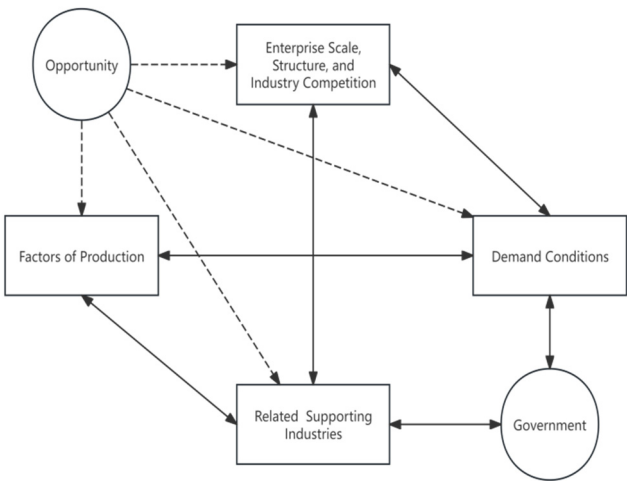 Opportunity
Enterprise Scale,
Structure, and
Industry Competition
Factors of Production
Demand Conditions
Related Supporting
Industries
Government